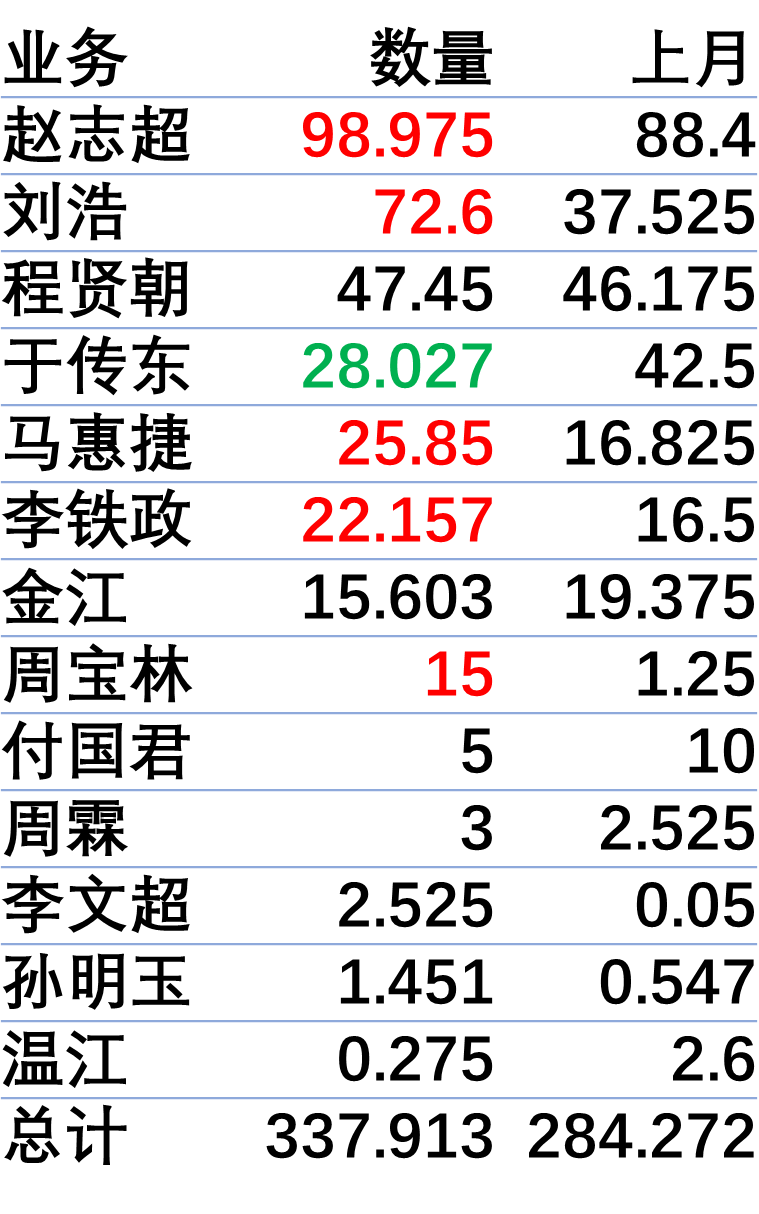 业务 数量 上月
赵志超 98.975 88.4
刘浩 72.6 37.525
程贤朝 47.45 46.175
于传东 28.027 42.5
马惠捷 25.85 16.825
李铁政 22.157 16.5
金江 15.603 19.375
周宝林 15 1.25
付国君 5 10
周霖 3 2.525
李文超 2.525 0.05
孙明玉 1.451 0.547
温江 0.275 2.6
总计 337.913 284.272